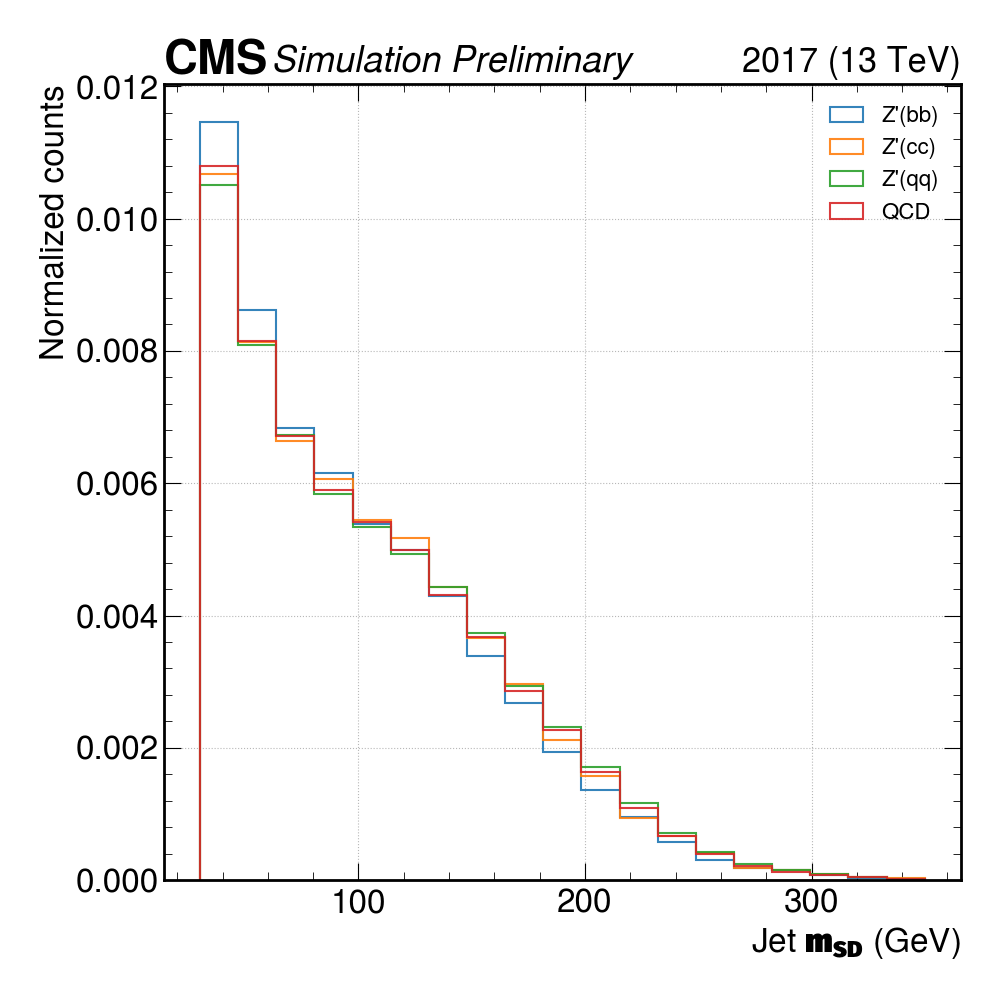 CMS Simulation Preliminary 2017 (13 TeV)
Normalized counts
0.012
0.010
0.008
0.006
0.004
0.002
0.000
Z'(bb)
Z'(cc)
Z'(qq)
QCD
100 200 300
Jet m_SD (GeV)